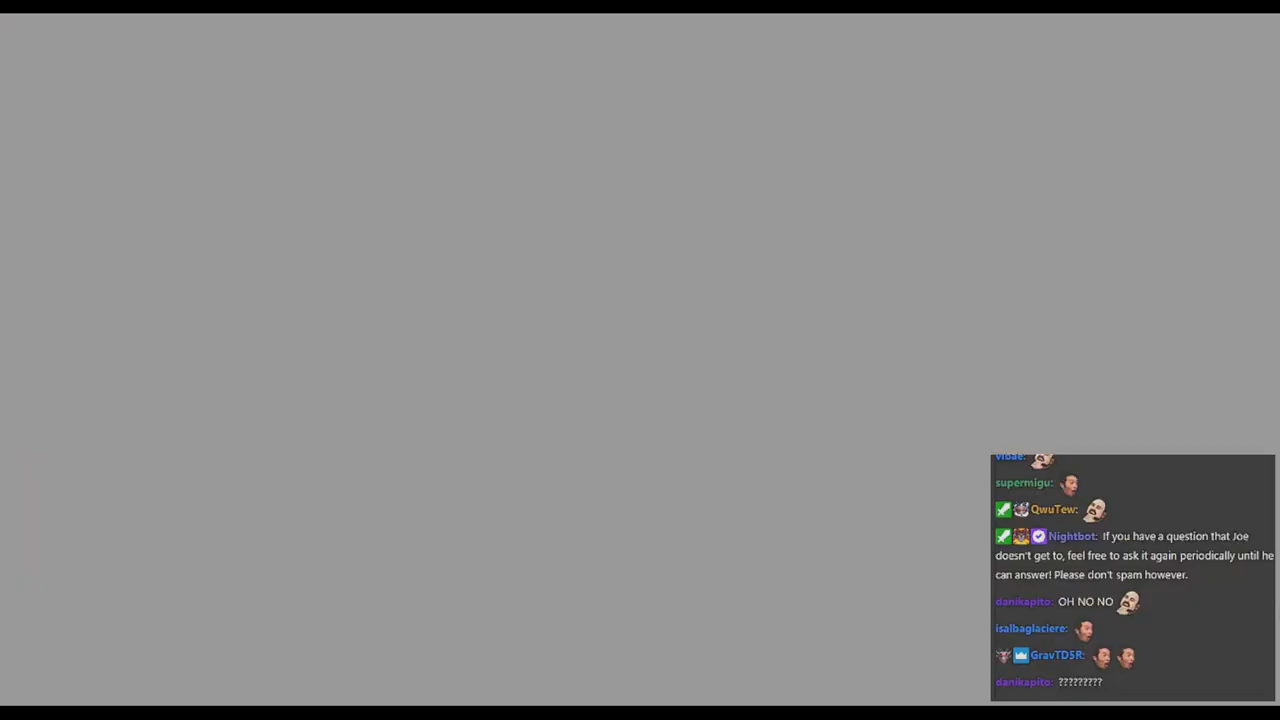 vibae:
supermigu:
QwuTew:
Nightbot: If you have a question that Joe
doesn't get to, feel free to ask it again periodically until he
can answer! Please don't spam however.
danikapito: OH NO NO
isalbaglaciere:
GravTD5R:
danikapito: ?????????